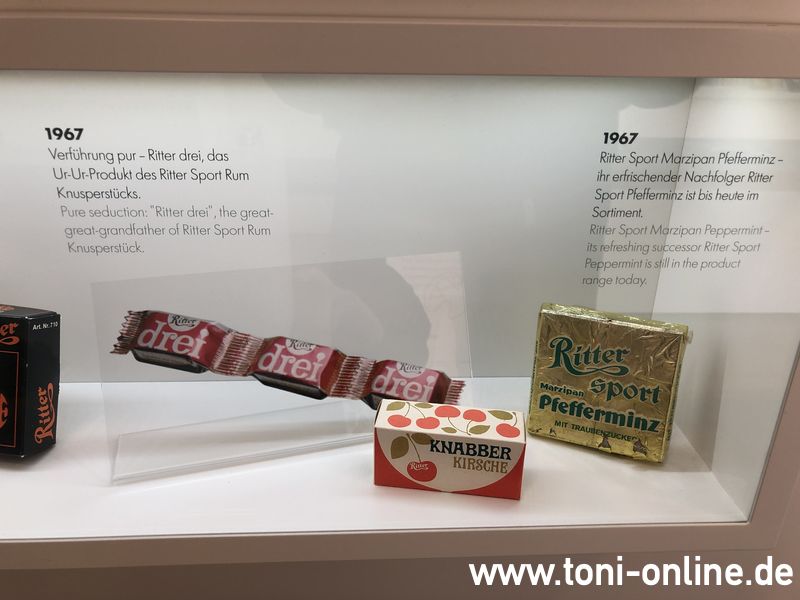 1967
Verführung pur – Ritter drei, das
Ur-Ur-Produkt des Ritter Sport Rum
Knusperstücks.
Pure seduction: "Ritter drei", the great-
great-grandfather of Ritter Sport Rum
Knusperstück.
1967
Ritter Sport Marzipan Pfefferminz –
ihr erfrischender Nachfolger Ritter
Sport Pfefferminz ist bis heute im
Sortiment.
Ritter Sport Marzipan Peppermint –
its refreshing successor Ritter Sport
Peppermint is still in the product
range today.
Art. Nr. 710
Ritter
Ritter
drei
Ritter
drei
Ritter
drei
KNABBER
KIRSCHE
Ritter
Ritter
sport
Marzipan
Pfefferminz
MIT TRAUBENZUCKER
www.toni-online.de